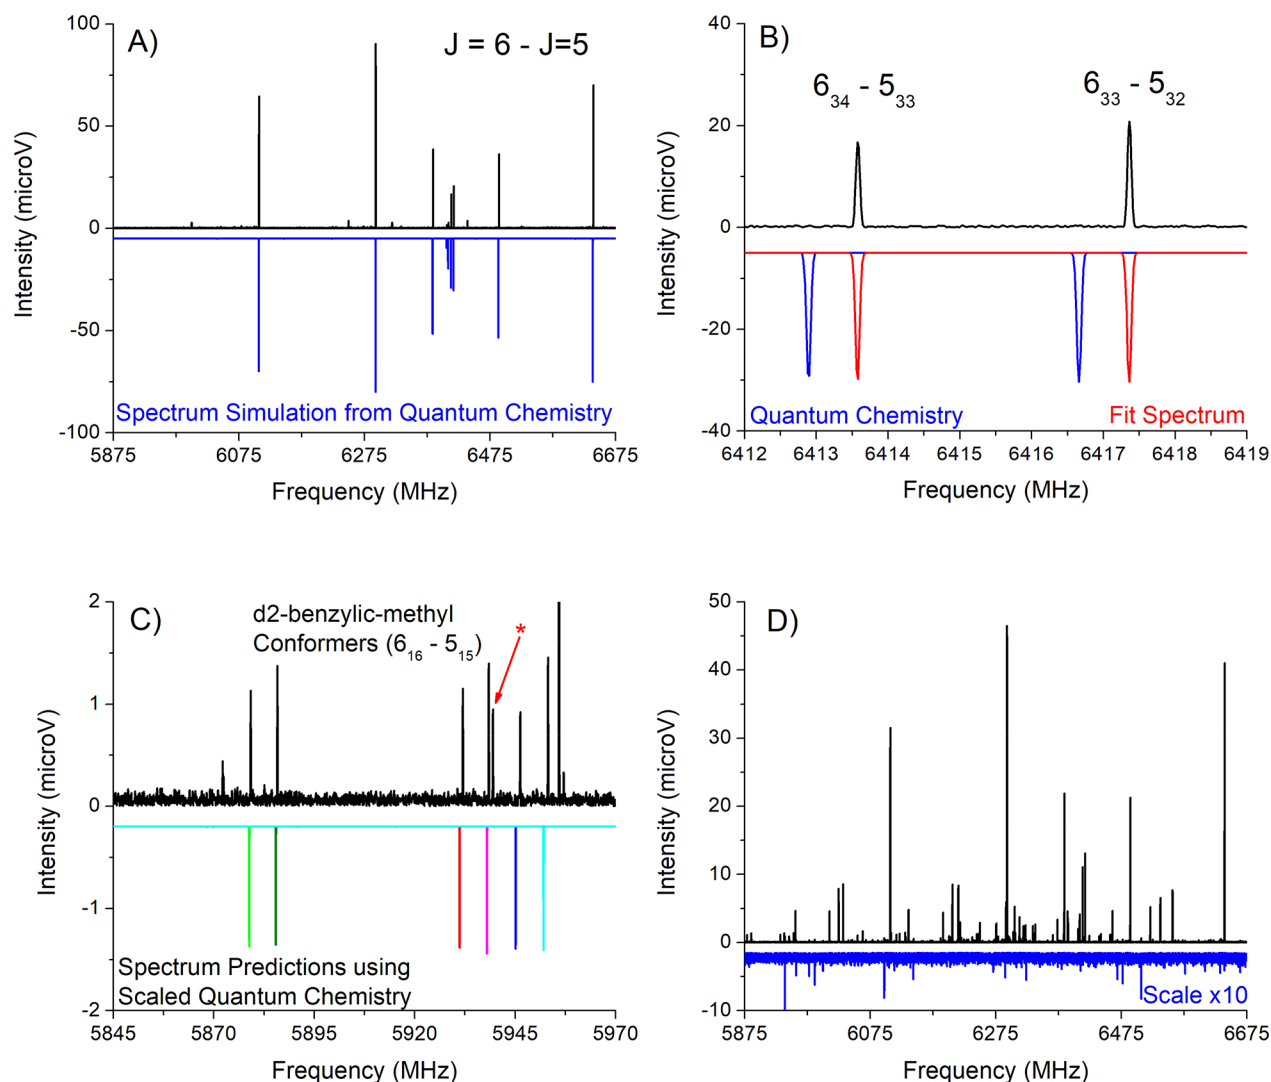 A)
J = 6 - J=5
100
50
0
-50
-100
Intensity (microV)
Spectrum Simulation from Quantum Chemistry
5875 6075 6275 6475 6675
Frequency (MHz)
B)
6₃₄ - 5₃₃
6₃₃ - 5₃₂
40
20
0
-20
-40
Intensity (microV)
Quantum Chemistry
Fit Spectrum
6412 6413 6414 6415 6416 6417 6418 6419
Frequency (MHz)
C)
d2-benzylic-methyl
Conformers (6₁₆ - 5₁₅)
*
2
1
0
-1
-2
Intensity (microV)
Spectrum Predictions using
Scaled Quantum Chemistry
5845 5870 5895 5920 5945 5970
Frequency (MHz)
D)
50
40
30
20
10
0
-10
Intensity (microV)
Scale x10
5875 6075 6275 6475 6675
Frequency (MHz)